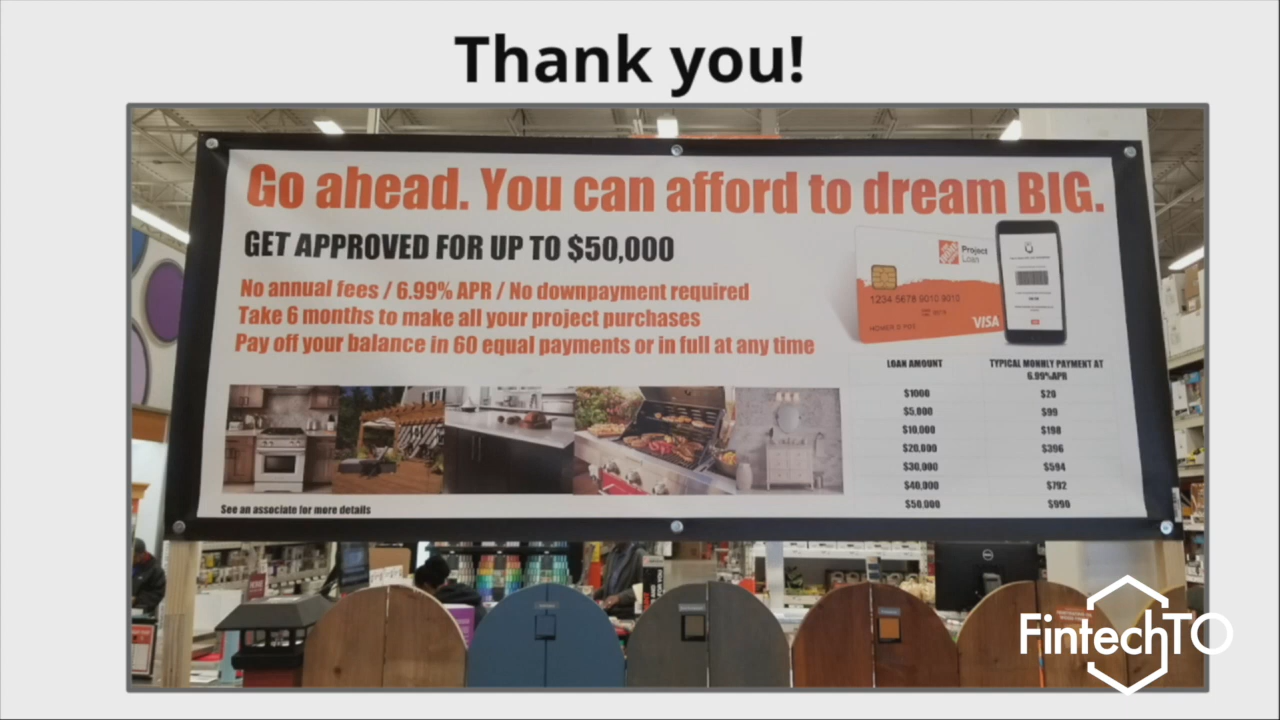 Thank you!
Go ahead. You can afford to dream BIG.
GET APPROVED FOR UP TO $50,000
No annual fees / 6.99% APR / No downpayment required
Take 6 months to make all your project purchases
Pay off your balance in 60 equal payments or in full at any time
Project
Loan
1234 5678 9010 9010
VISA
LOAN AMOUNT TYPICAL MONHLY PAYMENT AT
6.99%APR
$1000 $20
$5,000 $99
$10,000 $198
$20,000 $396
$30,000 $594
$40,000 $792
$50,000 $990
See an associate for more details
DELL
FintechTO